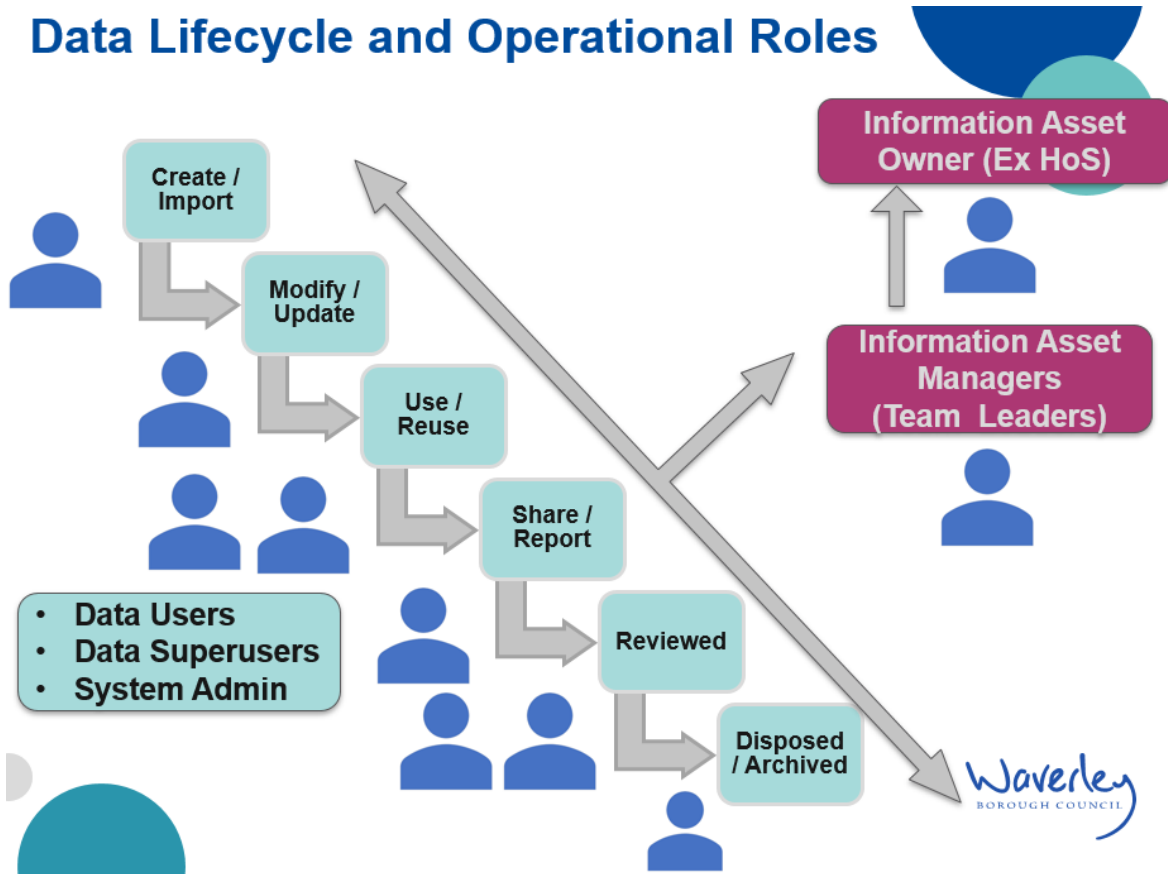 Data Lifecycle and Operational Roles
Information Asset
Owner (Ex HoS)
Create /
Import
Modify /
Update
Information Asset
Managers
(Team  Leaders)
Use /
Reuse
Share /
Report
• Data Users
• Data Superusers
• System Admin
Reviewed
Disposed
/ Archived
Waverley
BOROUGH COUNCIL